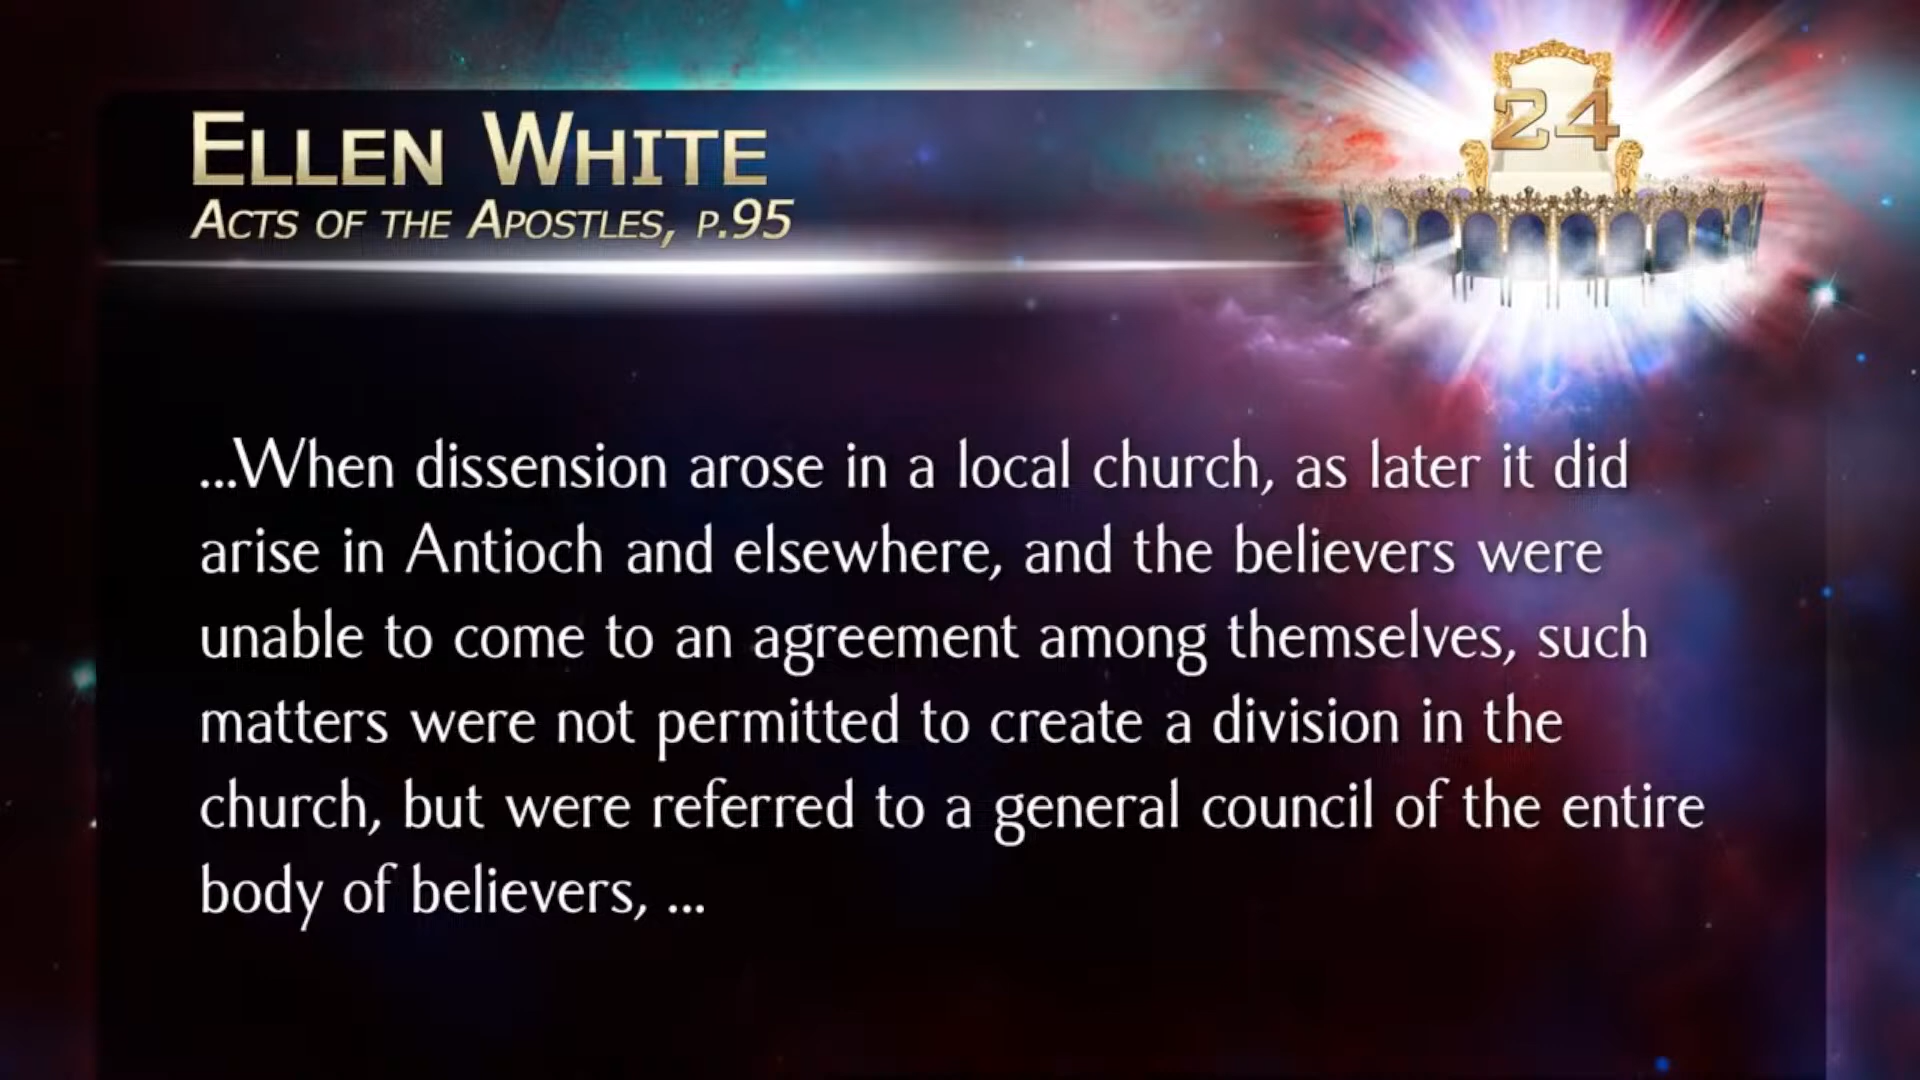 ELLEN WHITE
ACTS OF THE APOSTLES, P.95
24
...When dissension arose in a local church, as later it did
arise in Antioch and elsewhere, and the believers were
unable to come to an agreement among themselves, such
matters were not permitted to create a division in the
church, but were referred to a general council of the entire
body of believers, ...